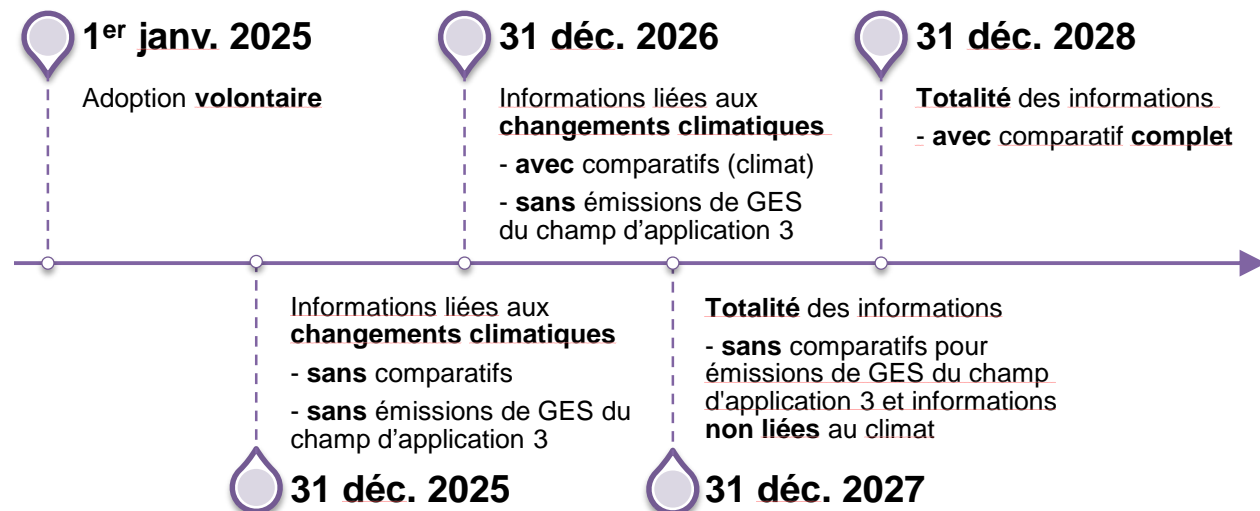 1er janv. 2025
Adoption volontaire
31 déc. 2026
Informations liées aux
changements climatiques
- avec comparatifs (climat)
- sans émissions de GES
du champ d’application 3
31 déc. 2028
Totalité des informations
- avec comparatif complet
Informations liées aux
changements climatiques
- sans comparatifs
- sans émissions de GES du
champ d’application 3
31 déc. 2025
Totalité des informations
- sans comparatifs pour
émissions de GES du champ
d'application 3 et informations
non liées au climat
31 déc. 2027